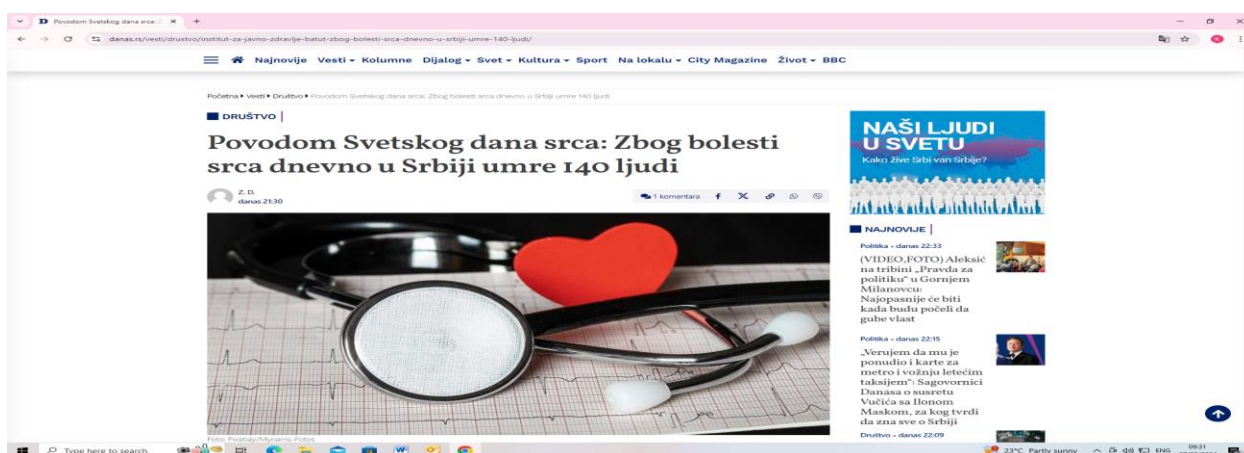 Povodom Svetskog dana srca: Z
danas.rs/vesti/drustvo/institut-za-javno-zdravlje-batut-zbog-bolesti-srca-dnevno-u-srbiji-umre-140-ljudi/
Najnovije Vesti Kolumne Dijalog Svet Kultura Sport Na lokalu City Magazine Život BBC
Početna Vesti Društvo Povodom Svetskog dana srca: Zbog bolesti srca dnevno u Srbiji umre 140 ljudi
DRUŠTVO
Povodom Svetskog dana srca: Zbog bolesti
srca dnevno u Srbiji umre 140 ljudi
Z. D.
danas 21:30
1 komentara
Foto: Pixabay/Myriams-Fotos
NAŠI LJUDI
U SVETU
Kako žive Srbi van Srbije?
NAJNOVIJE
Politika - danas 22:33
(VIDEO,FOTO) Aleksić
na tribini „Pravda za
politiku“ u Gornjem
Milanovcu:
Najopasnije će biti
kada budu počeli da
gube vlast
Politika - danas 22:15
„Verujem da mu je
ponudio i karte za
metro i vožnju letećim
taksijem“: Sagovornici
Danasa o susretu
Vučića sa Ilonom
Maskom, za kog tvrdi
da zna sve o Srbiji
Društvo - danas 22:09
Type here to search
23°C Partly sunny
ENG
09:31